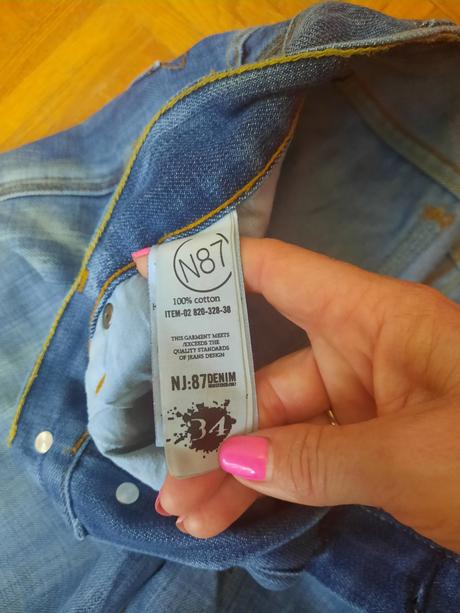 N87
100% cotton
ITEM-02 820-328-38
THIS GARMENT MEETS
/EXCEEDS THE
QUALITY STANDARDS
OF JEANS DESIGN
NJ:87DENIM
34